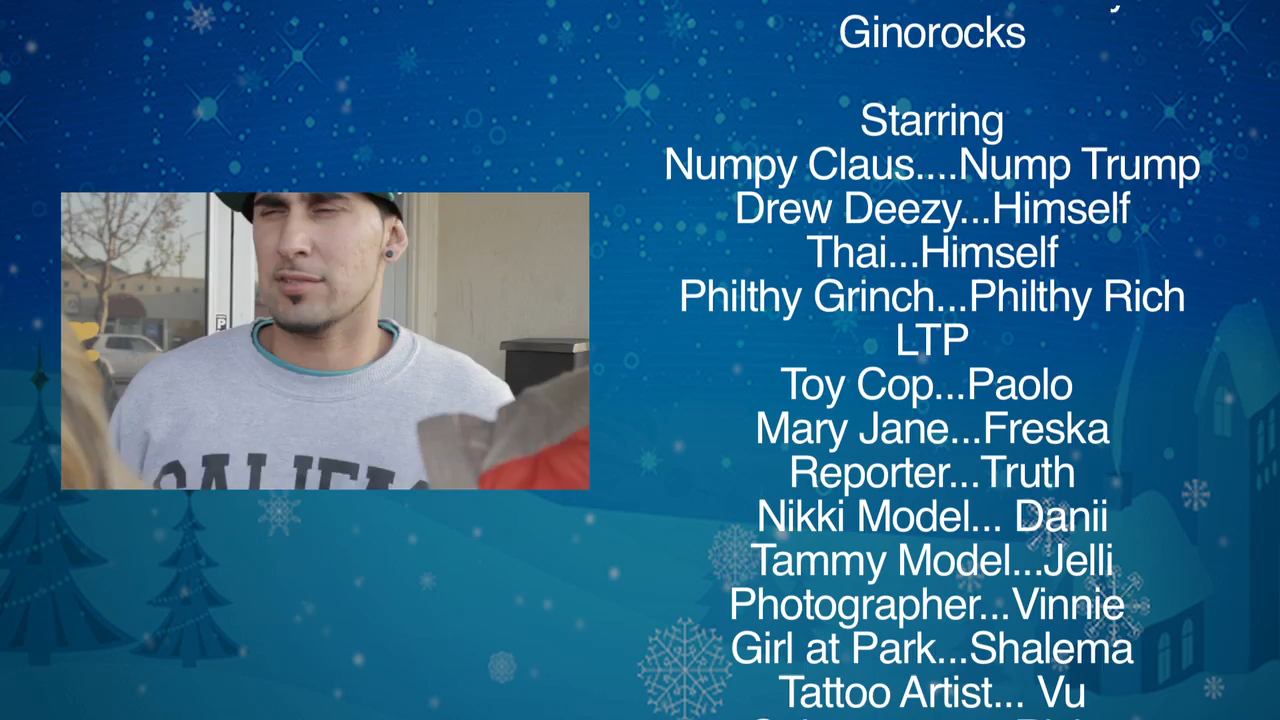 Ginorocks
Starring
Numpy Claus....Nump Trump
Drew Deezy...Himself
Thai...Himself
Philthy Grinch...Philthy Rich
LTP
Toy Cop...Paolo
Mary Jane...Freska
Reporter...Truth
Nikki Model... Danii
Tammy Model...Jelli
Photographer...Vinnie
Girl at Park...Shalema
Tattoo Artist... Vu